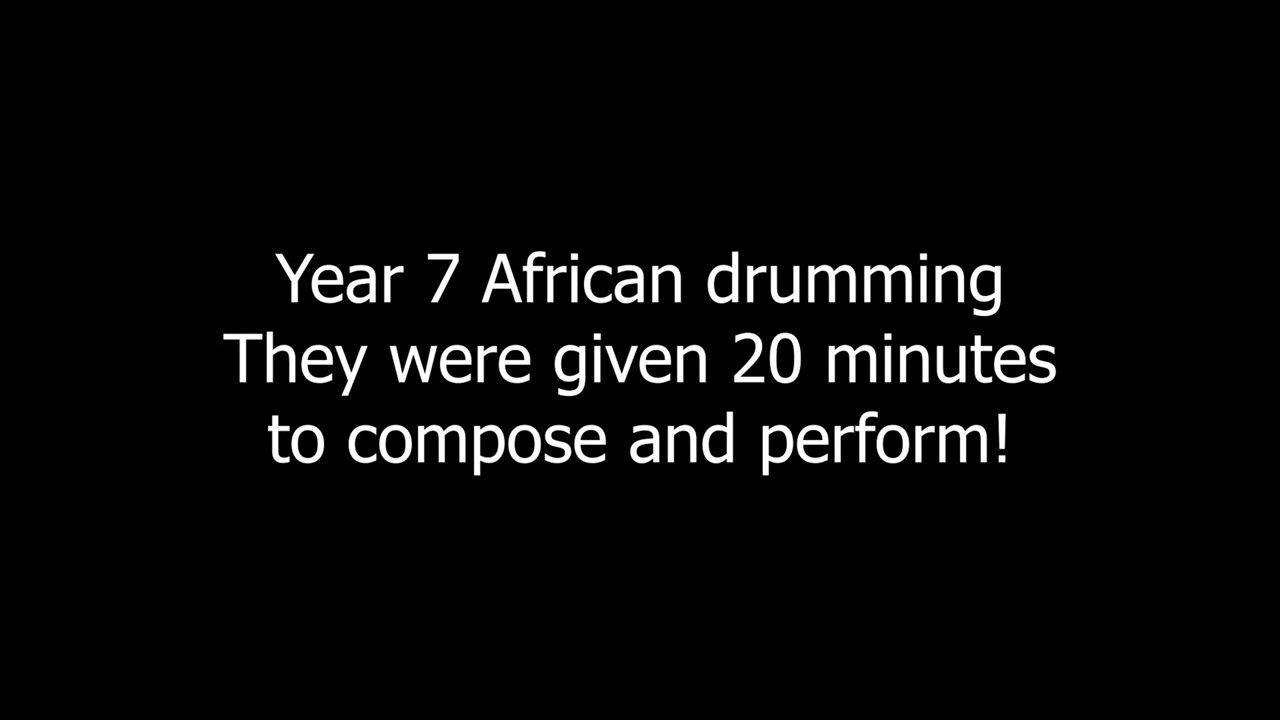 Year 7 African drumming
They were given 20 minutes
to compose and perform!